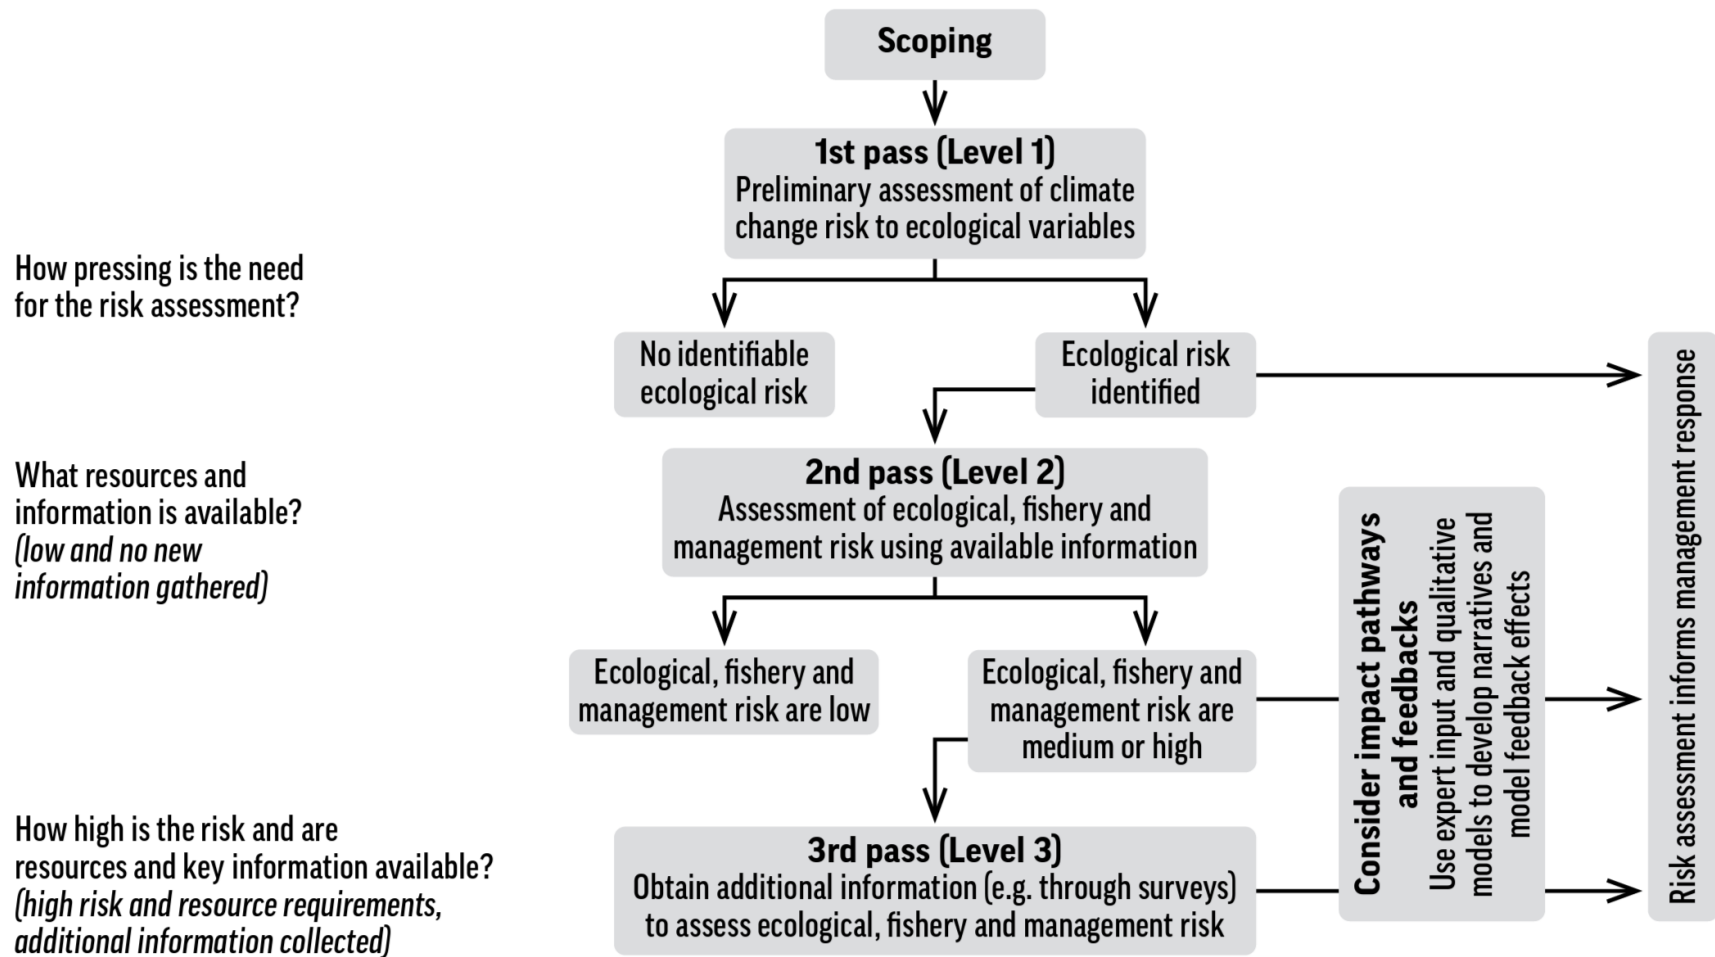 Scoping
1st pass (Level 1)
Preliminary assessment of climate
change risk to ecological variables
How pressing is the need
for the risk assessment?
No identifiable
ecological risk
Ecological risk
identified
What resources and
information is available?
(low and no new
information gathered)
2nd pass (Level 2)
Assessment of ecological, fishery and
management risk using available information
Ecological, fishery and
management risk are low
Ecological, fishery and
management risk are
medium or high
How high is the risk and are
resources and key information available?
(high risk and resource requirements,
additional information collected)
3rd pass (Level 3)
Obtain additional information (e.g. through surveys)
to assess ecological, fishery and management risk
Consider impact pathways
and feedbacks
Use expert input and qualitative
models to develop narratives and
model feedback effects
Risk assessment informs management response